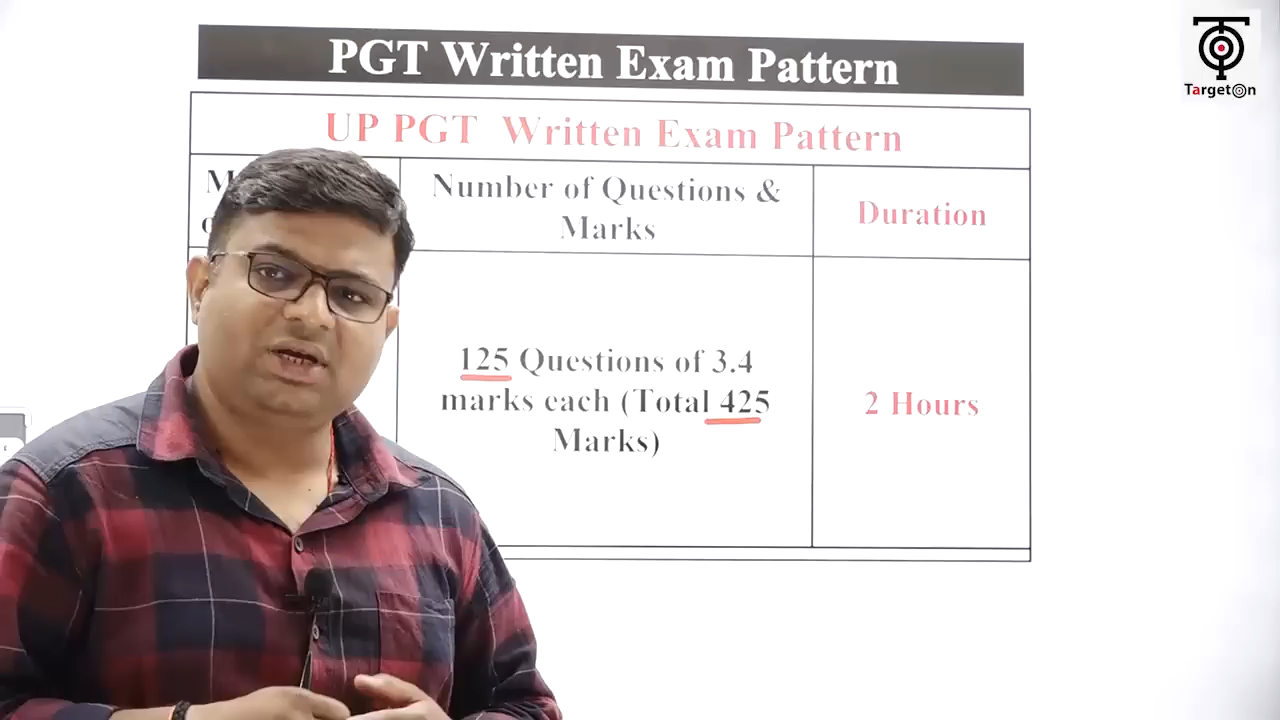 PGT Written Exam Pattern
TargetOn
UP PGT Written Exam Pattern
Number of Questions &
Marks
Duration
125 Questions of 3.4
marks each (Total 425
Marks)
2 Hours